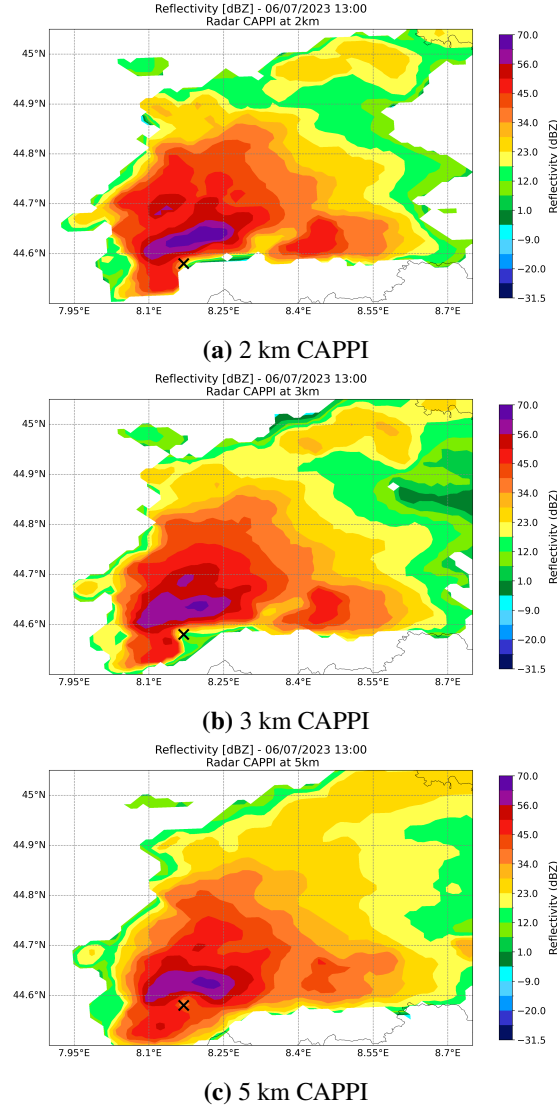 Reflectivity [dBZ] - 06/07/2023 13:00
Radar CAPPI at 2km
45°N
44.9°N
44.8°N
44.7°N
44.6°N
7.95°E 8.1°E 8.25°E 8.4°E 8.55°E 8.7°E
70.0
56.0
45.0
34.0
23.0
12.0
1.0
−9.0
−20.0
−31.5
Reflectivity (dBZ)
(a) 2 km CAPPI
Reflectivity [dBZ] - 06/07/2023 13:00
Radar CAPPI at 3km
45°N
44.9°N
44.8°N
44.7°N
44.6°N
7.95°E 8.1°E 8.25°E 8.4°E 8.55°E 8.7°E
70.0
56.0
45.0
34.0
23.0
12.0
1.0
−9.0
−20.0
−31.5
Reflectivity (dBZ)
(b) 3 km CAPPI
Reflectivity [dBZ] - 06/07/2023 13:00
Radar CAPPI at 5km
45°N
44.9°N
44.8°N
44.7°N
44.6°N
7.95°E 8.1°E 8.25°E 8.4°E 8.55°E 8.7°E
70.0
56.0
45.0
34.0
23.0
12.0
1.0
−9.0
−20.0
−31.5
Reflectivity (dBZ)
(c) 5 km CAPPI